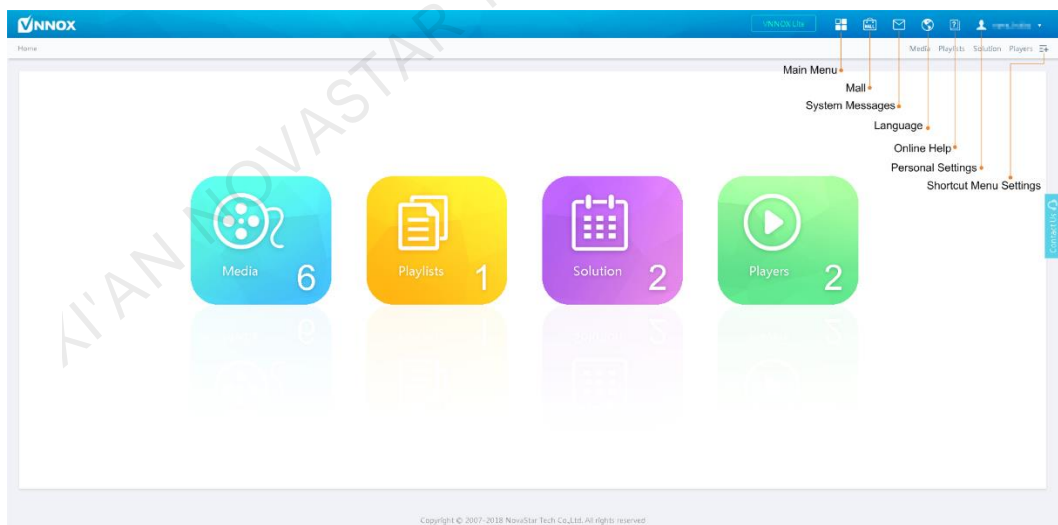 VNNOX
VNNOX Lite
MALL
Home
Media Playlists Solution Players
Main Menu
Mall
System Messages
Language
Online Help
Personal Settings
Shortcut Menu Settings
Contact Us
Media 6
Playlists 1
Solution 2
Players 2
XI'AN NOVASTAR
Copyright © 2007-2018 NovaStar Tech Co.,Ltd. All rights reserved